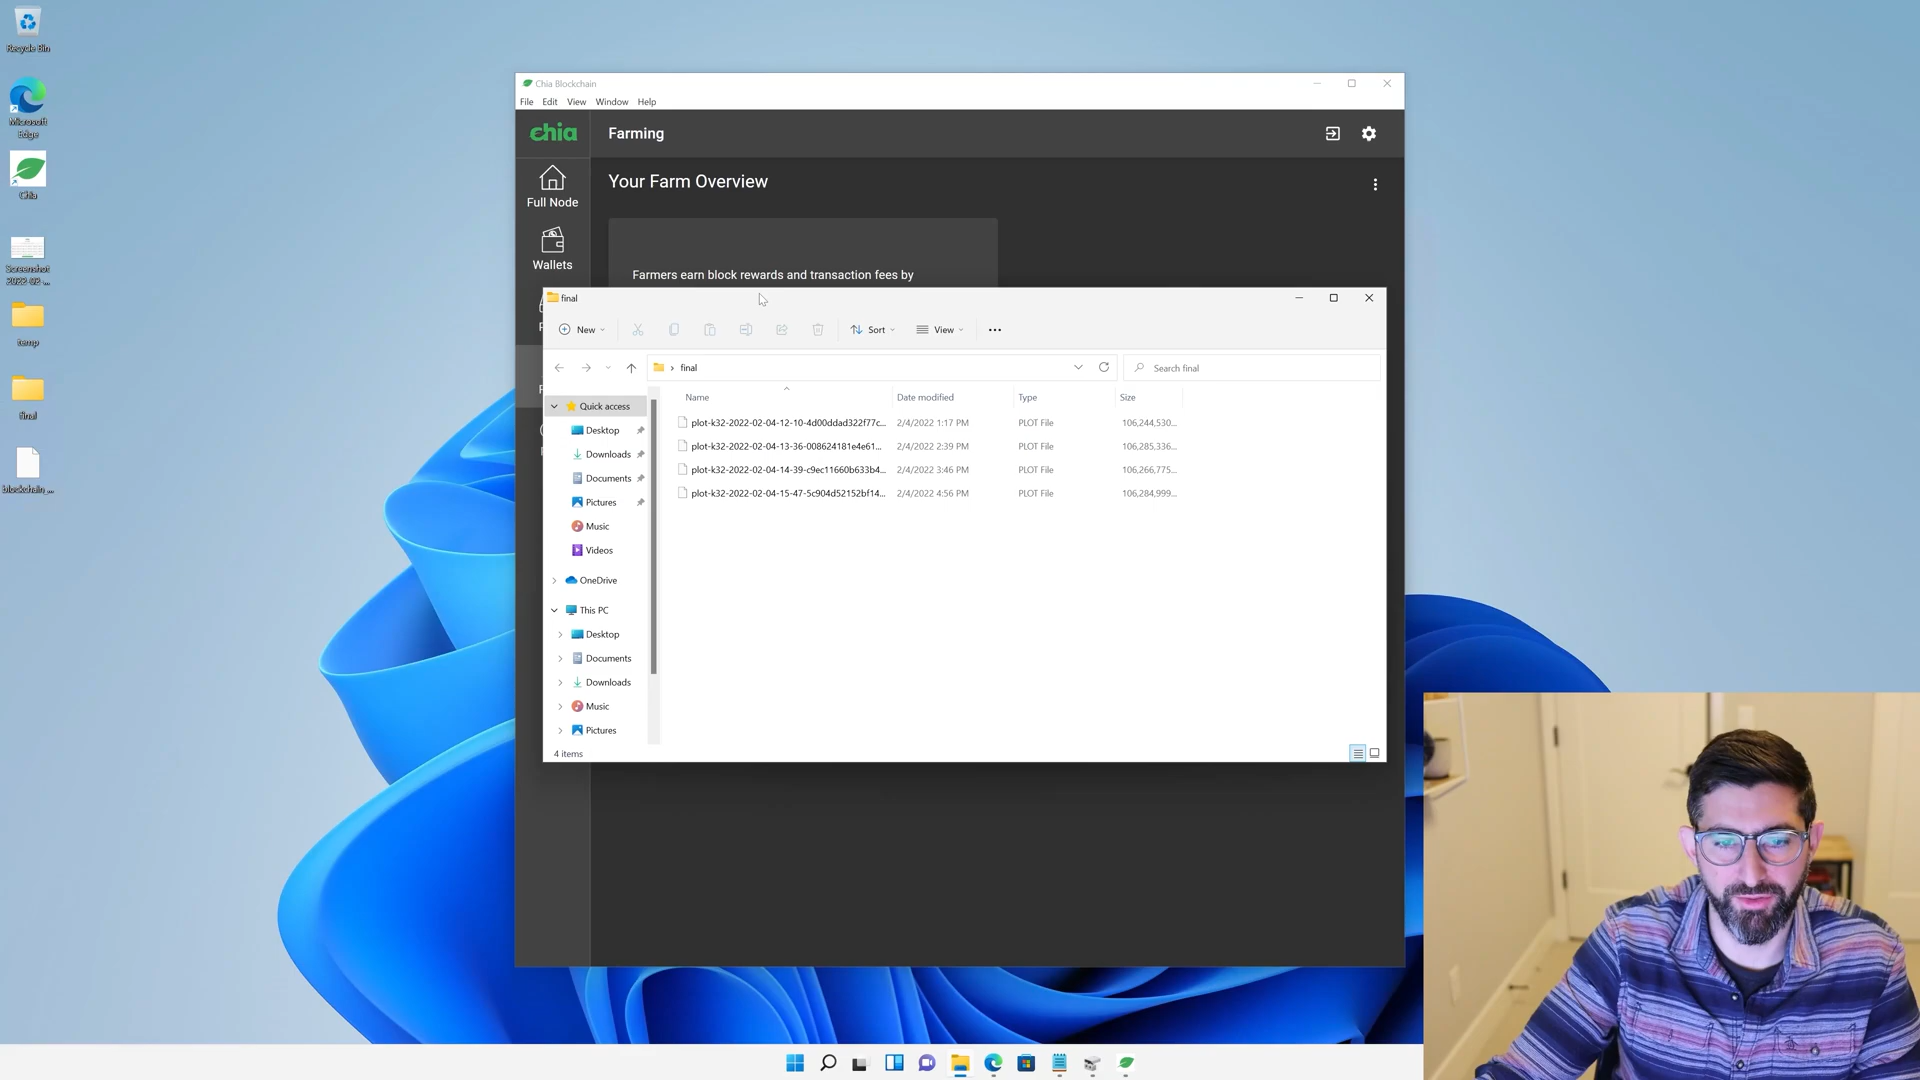 Recycle Bin
Microsoft
Edge
Chia
Screenshot
2022-02-...
temp
final
blockchain_...
Chia Blockchain
File Edit View Window Help
chia
Farming
Your Farm Overview
Full Node
Wallets
Farmers earn block rewards and transaction fees by
final
New
Sort
View
final
Search final
Name
Date modified
Type
Size
plot-k32-2022-02-04-12-10-4d00ddad322f77c... 2/4/2022 1:17 PM PLOT File 106,244,530...
plot-k32-2022-02-04-13-36-008624181e4e61... 2/4/2022 2:39 PM PLOT File 106,285,336...
plot-k32-2022-02-04-14-39-c9ec11660b633b4... 2/4/2022 3:46 PM PLOT File 106,266,775...
plot-k32-2022-02-04-15-47-5c904d52152bf14... 2/4/2022 4:56 PM PLOT File 106,284,999...
Quick access
Desktop
Downloads
Documents
Pictures
Music
Videos
OneDrive
This PC
Desktop
Documents
Downloads
Music
Pictures
4 items